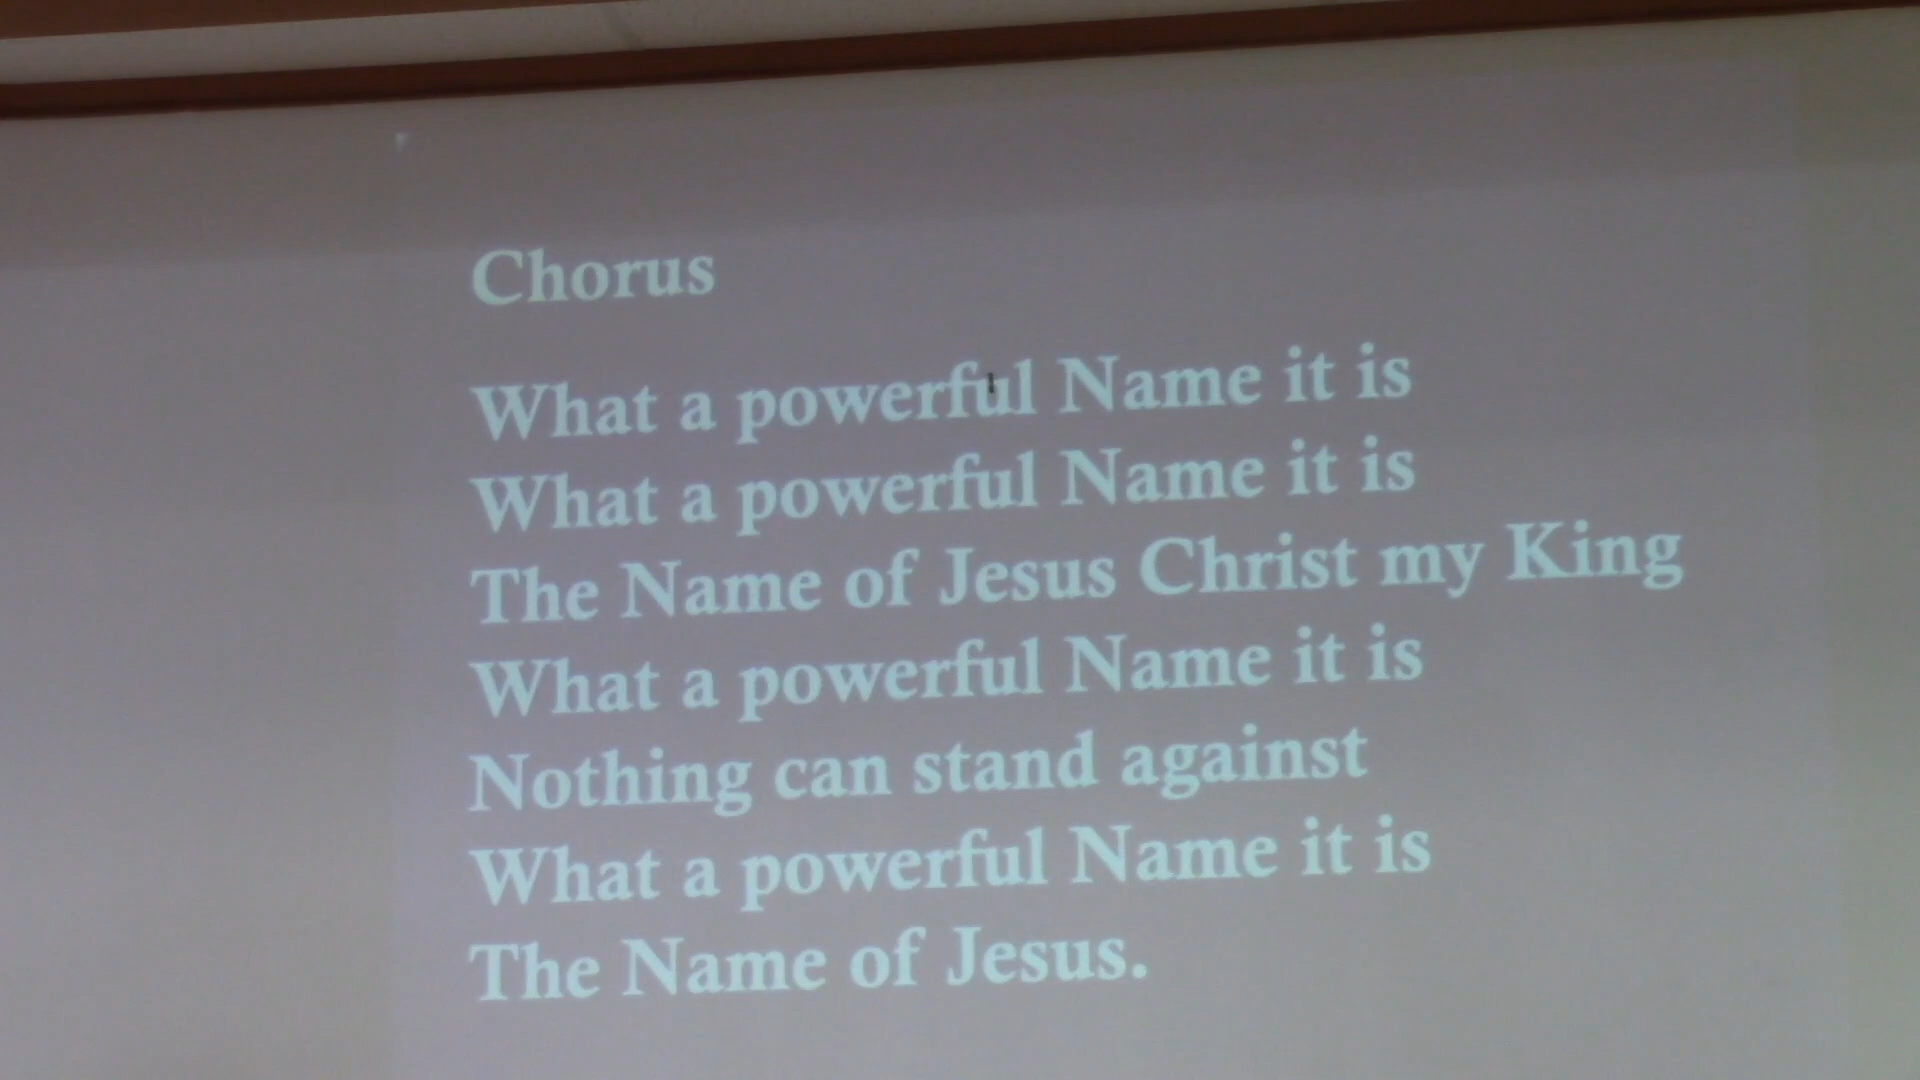 Chorus
What a powerful Name it is
What a powerful Name it is
The Name of Jesus Christ my King
What a powerful Name it is
Nothing can stand against
What a powerful Name it is
The Name of Jesus.